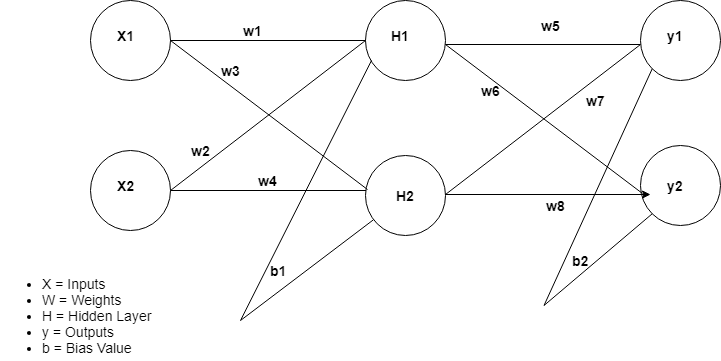 X1
w1
H1
w5
y1
w3
w6
w7
w2
X2
w4
H2
w8
y2
b1
b2
• X = Inputs
• W = Weights
• H = Hidden Layer
• y = Outputs
• b = Bias Value